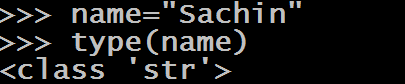 >>> name="Sachin"
>>> type(name)
<class 'str'>